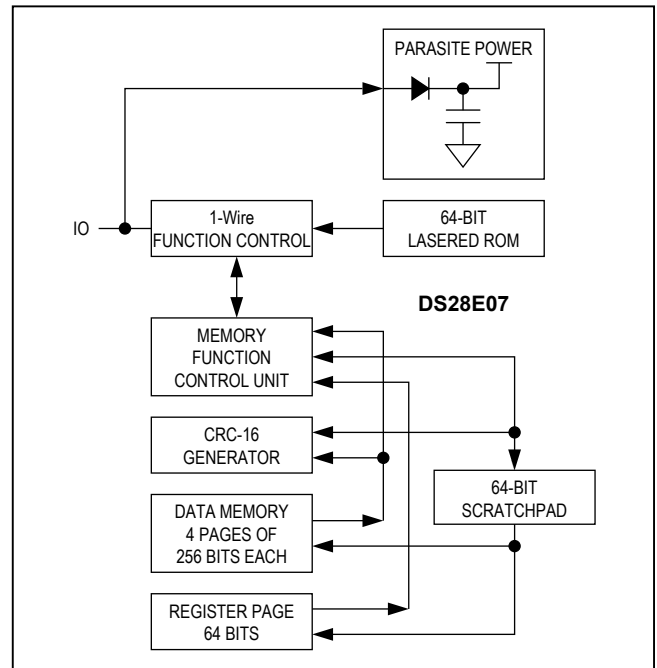 PARASITE POWER
IO
1-Wire
FUNCTION CONTROL
64-BIT
LASERED ROM
DS28E07
MEMORY
FUNCTION
CONTROL UNIT
CRC-16
GENERATOR
64-BIT
SCRATCHPAD
DATA MEMORY
4 PAGES OF
256 BITS EACH
REGISTER PAGE
64 BITS